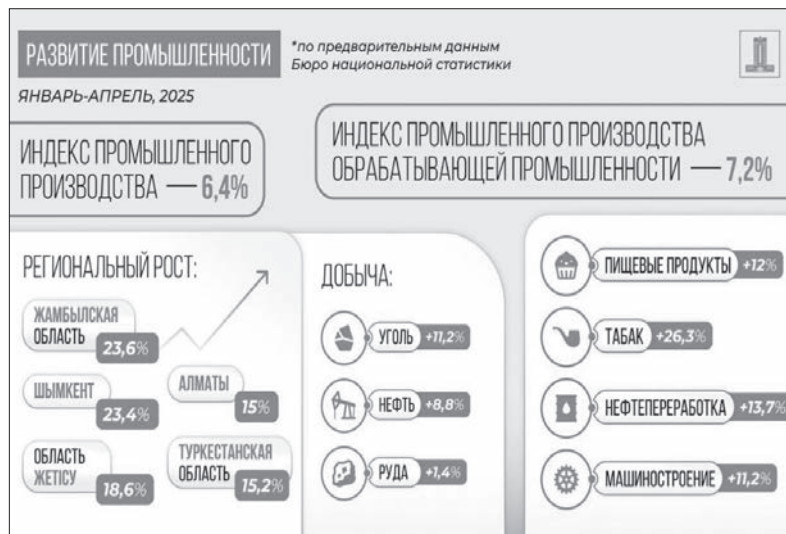 РАЗВИТИЕ ПРОМЫШЛЕННОСТИ
*по предварительным данным
Бюро национальной статистики
ЯНВАРЬ-АПРЕЛЬ, 2025
ИНДЕКС ПРОМЫШЛЕННОГО
ПРОИЗВОДСТВА — 6,4%
ИНДЕКС ПРОМЫШЛЕННОГО ПРОИЗВОДСТВА
ОБРАБАТЫВАЮЩЕЙ ПРОМЫШЛЕННОСТИ — 7,2%
РЕГИОНАЛЬНЫЙ РОСТ:
ЖАМБЫЛСКАЯ
ОБЛАСТЬ
23,6%
ШЫМКЕНТ
23,4%
АЛМАТЫ
15%
ОБЛАСТЬ
ЖЕТІСУ
18,6%
ТУРКЕСТАНСКАЯ
ОБЛАСТЬ
15,2%
ДОБЫЧА:
УГОЛЬ +11,2%
НЕФТЬ +8,8%
РУДА +1,4%
ПИЩЕВЫЕ ПРОДУКТЫ +12%
ТАБАК +26,3%
НЕФТЕПЕРЕРАБОТКА +13,7%
МАШИНОСТРОЕНИЕ +11,2%